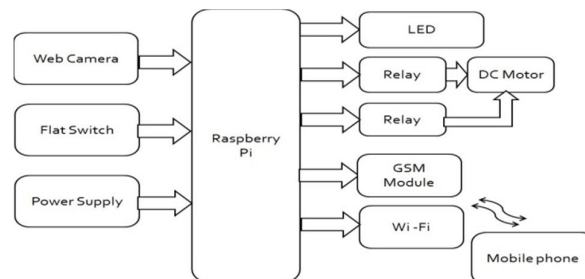 Web Camera
Flat Switch
Power Supply
Raspberry
Pi
LED
Relay
DC Motor
Relay
GSM
Module
Wi -Fi
Mobile phone